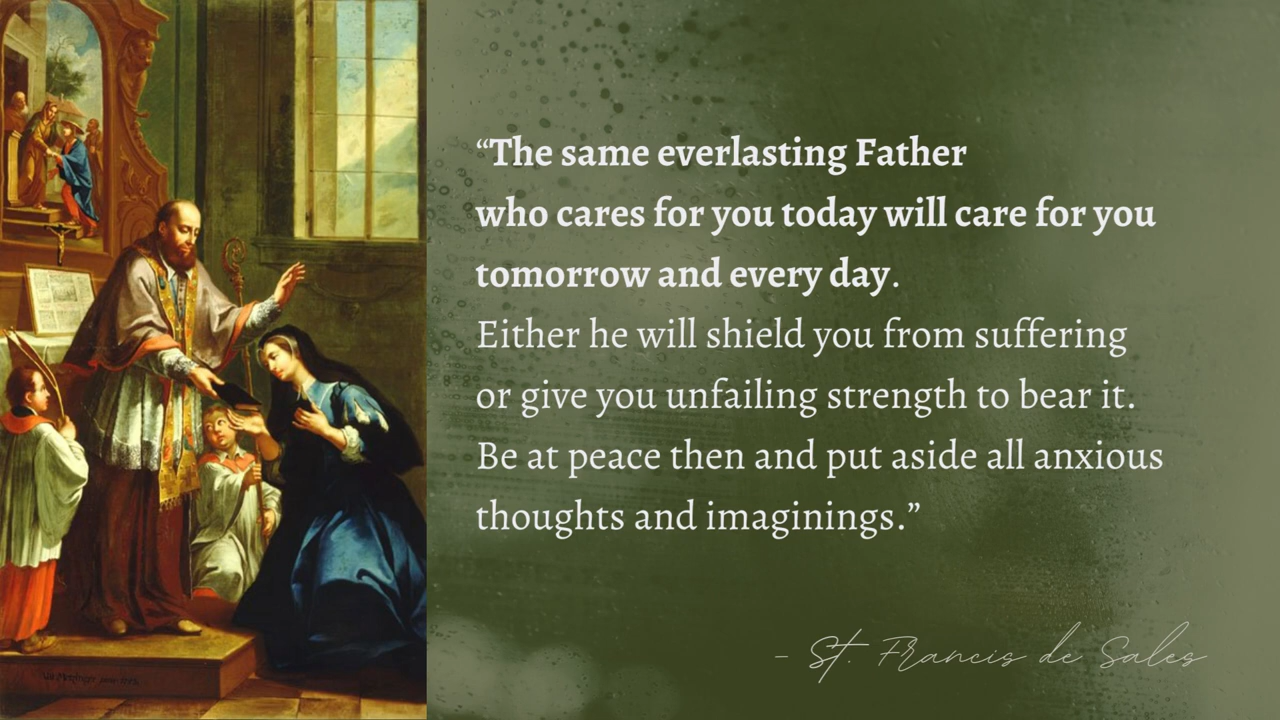 “The same everlasting Father
who cares for you today will care for you
tomorrow and every day.
Either he will shield you from suffering
or give you unfailing strength to bear it.
Be at peace then and put aside all anxious
thoughts and imaginings.”
- St. Francis de Sales